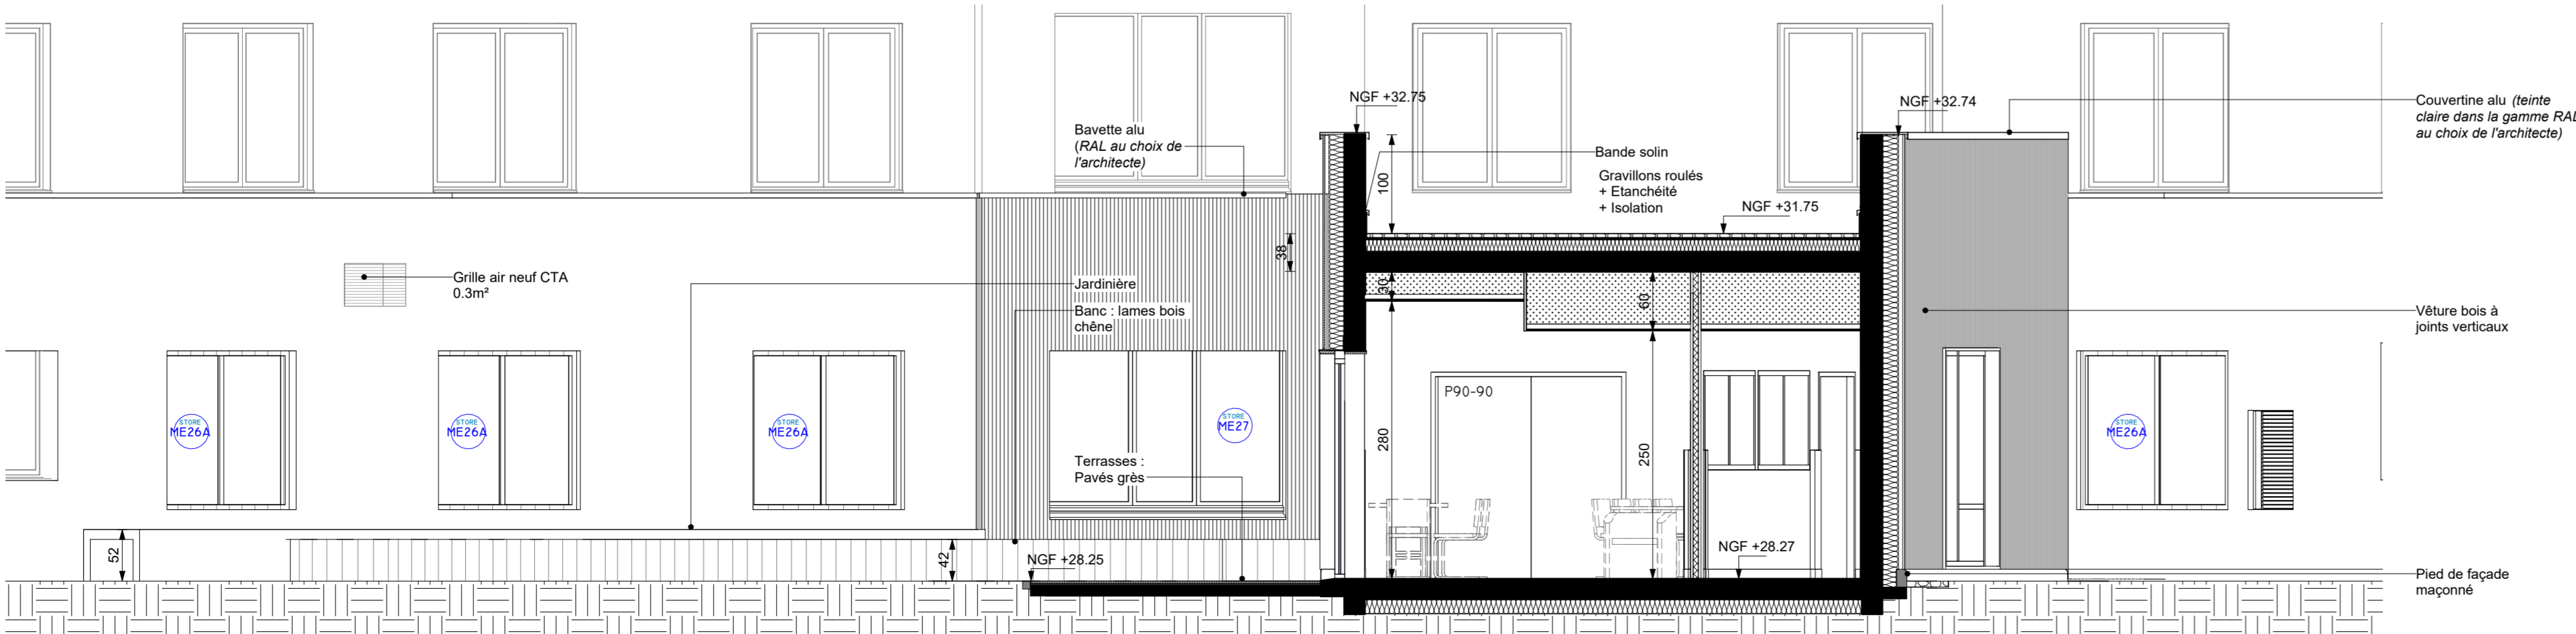 NGF +32.75
NGF +32.74
Couvertine alu (teinte
claire dans la gamme RAL
au choix de l'architecte)
Bavette alu
(RAL au choix de
l'architecte)
Bande solin
Gravillons roulés
+ Etanchéité
+ Isolation
100
NGF +31.75
38
Grille air neuf CTA
0.3m²
Jardinière
30
60
Banc : lames bois
chêne
Vêture bois à
joints verticaux
P90-90
STORE
ME26A
STORE
ME26A
STORE
ME26A
STORE
ME27
STORE
ME26A
280
250
Terrasses :
Pavés grès
52
42
NGF +28.25
NGF +28.27
Pied de façade
maçonné